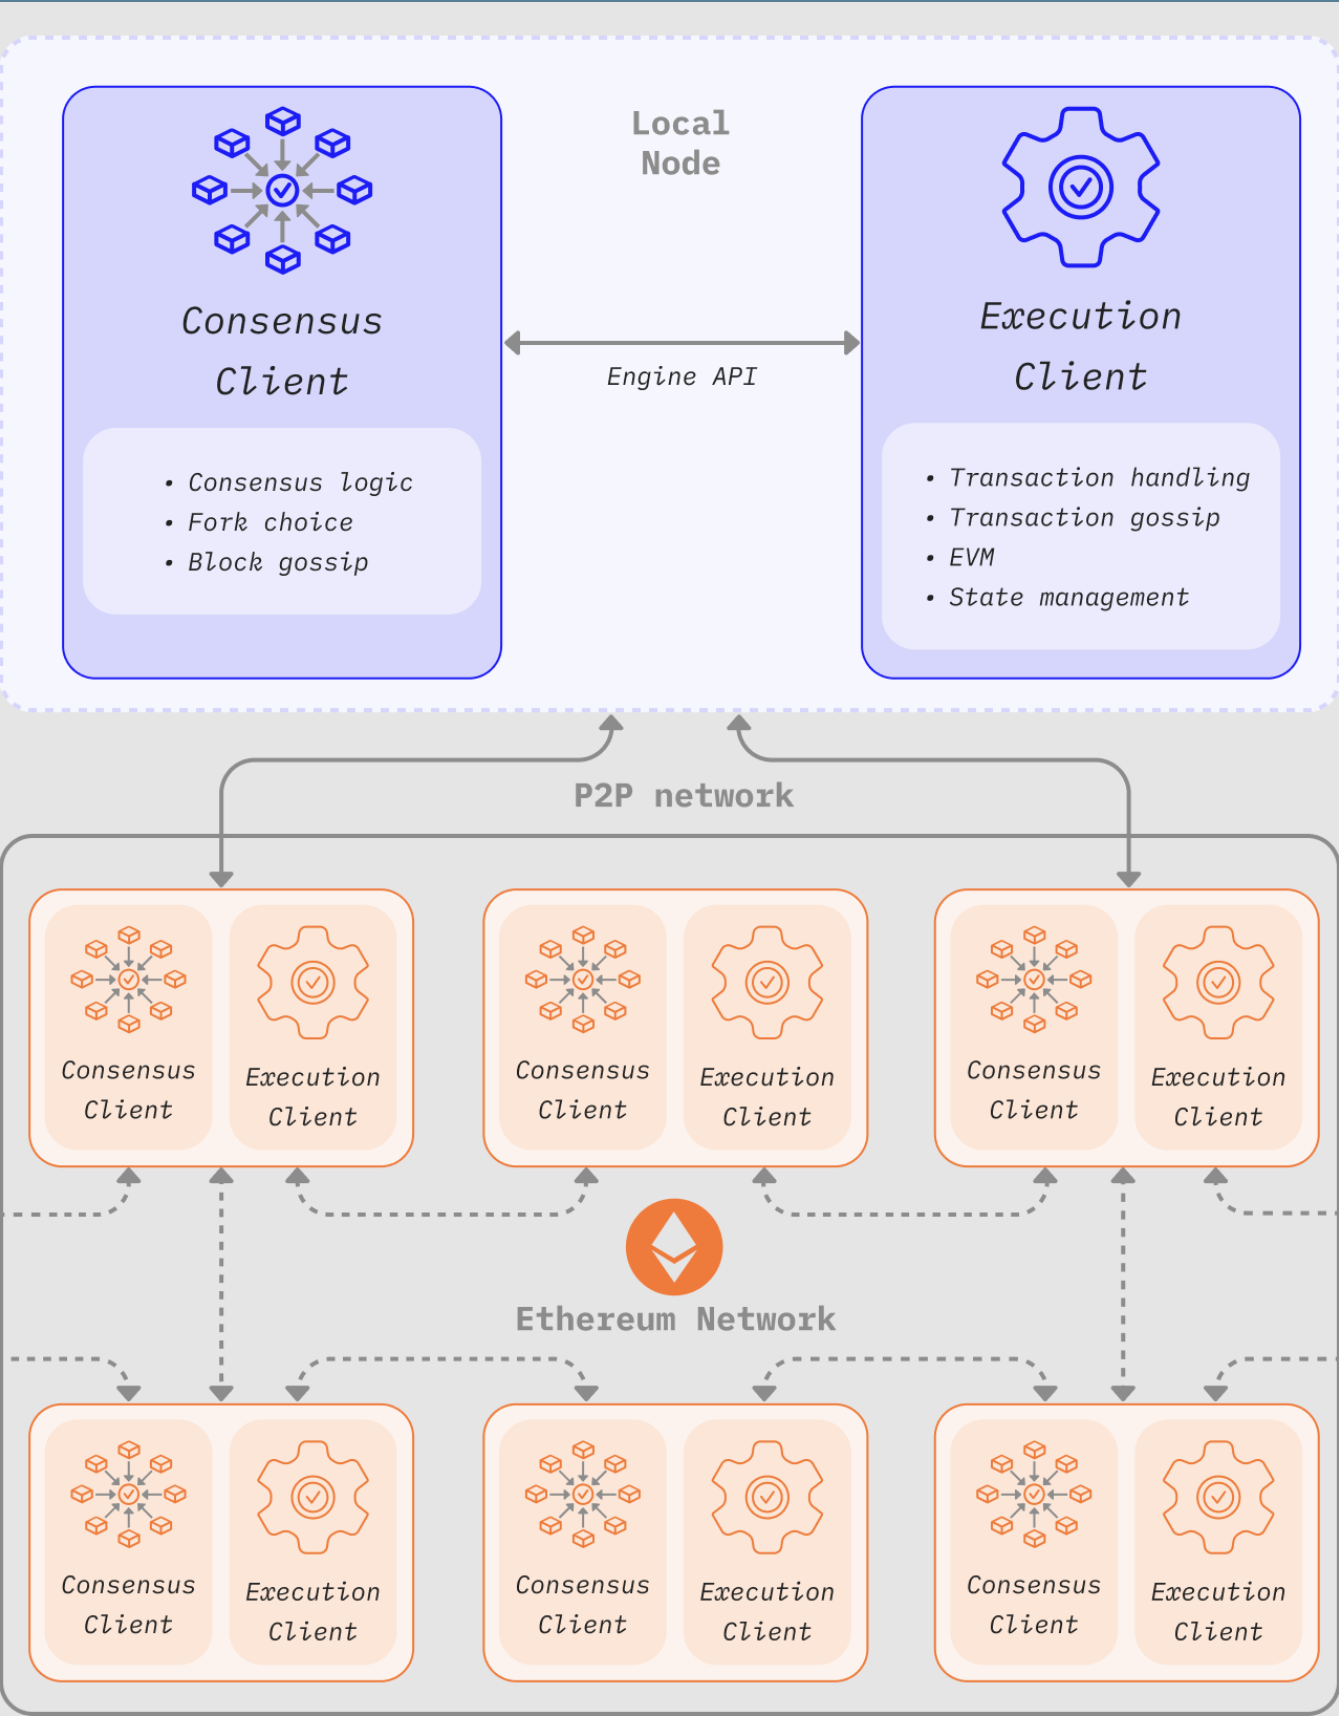 Local
Node
Consensus
Client
• Consensus logic
• Fork choice
• Block gossip
Engine API
Execution
Client
• Transaction handling
• Transaction gossip
• EVM
• State management
P2P network
Consensus
Client
Execution
Client
Consensus
Client
Execution
Client
Consensus
Client
Execution
Client
Ethereum Network
Consensus
Client
Execution
Client
Consensus
Client
Execution
Client
Consensus
Client
Execution
Client